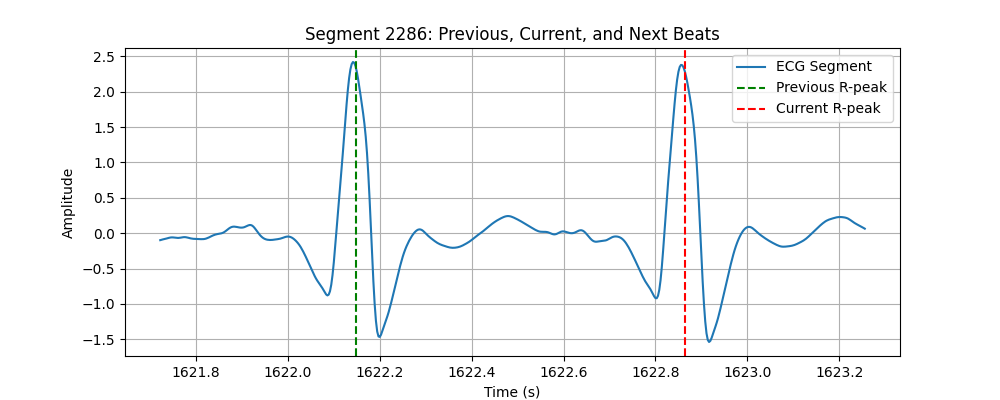 Segment 2286: Previous, Current, and Next Beats
ECG Segment
Previous R-peak
Current R-peak
Amplitude
2.5
2.0
1.5
1.0
0.5
0.0
−0.5
−1.0
−1.5
1621.8 1622.0 1622.2 1622.4 1622.6 1622.8 1623.0 1623.2
Time (s)